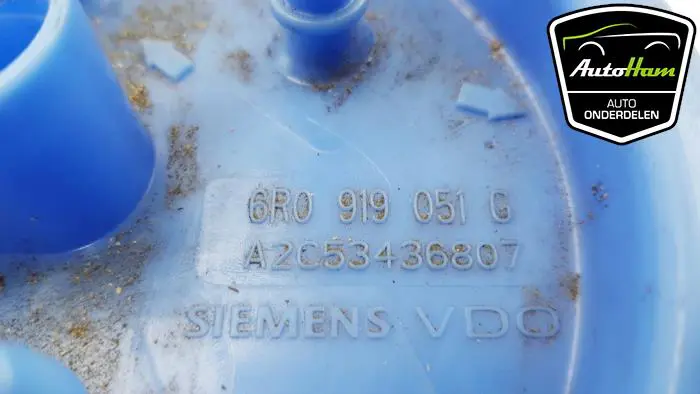 AutoHam
AUTO
ONDERDELEN
6R0 919 051 G
A2C53436807
SIEMENS VDO